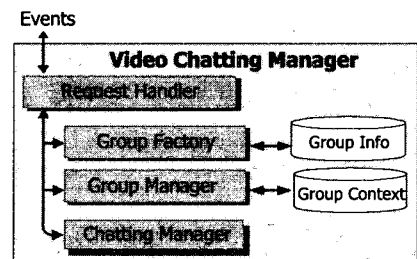 Events
Video Chatting Manager
Request Handler
Group Factory
Group Info
Group Manager
Group Context
Chatting Manager